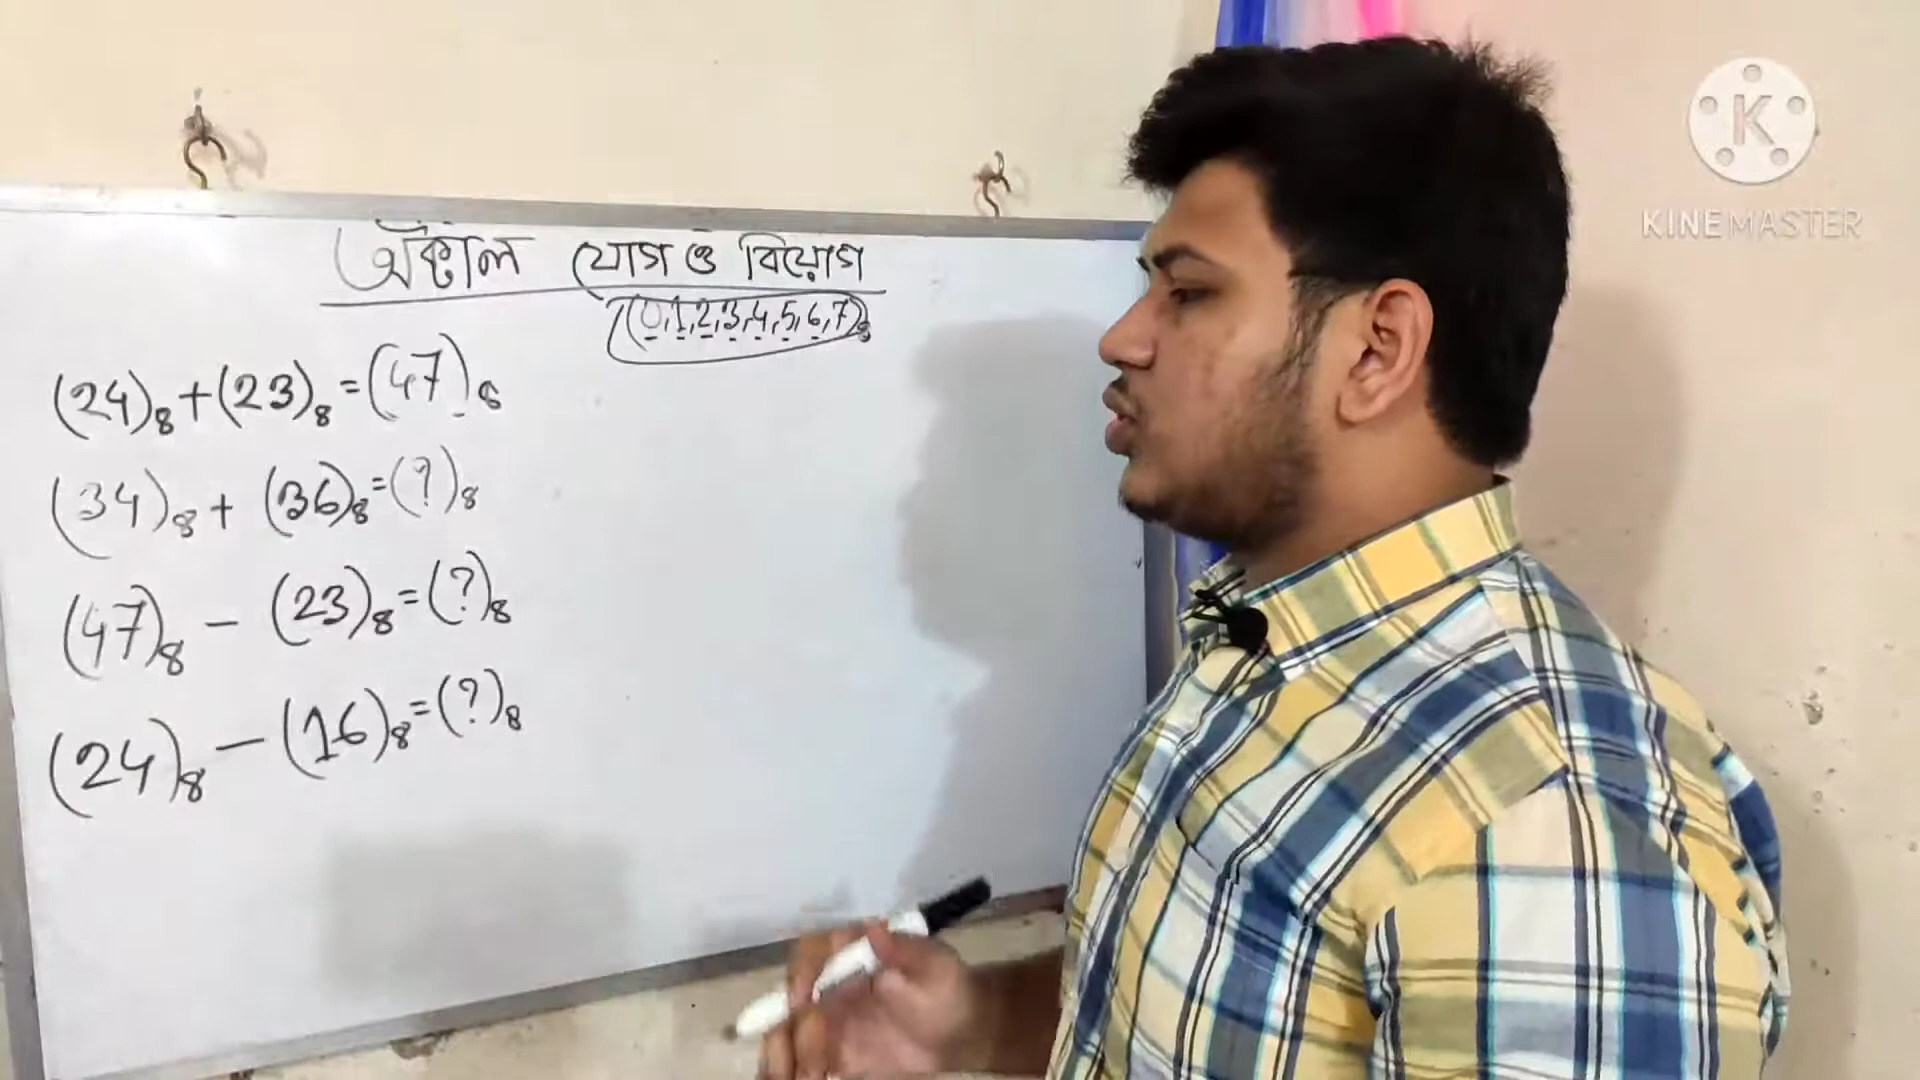 অক্টাল যোগ ও বিয়োগ
(0,1,2,3,4,5,6,7)8
(24)8+(23)8=(47)8
(34)8+(36)8=(?)8
(47)8-(23)8=(?)8
(24)8-(16)8=(?)8
K
KINEMASTER